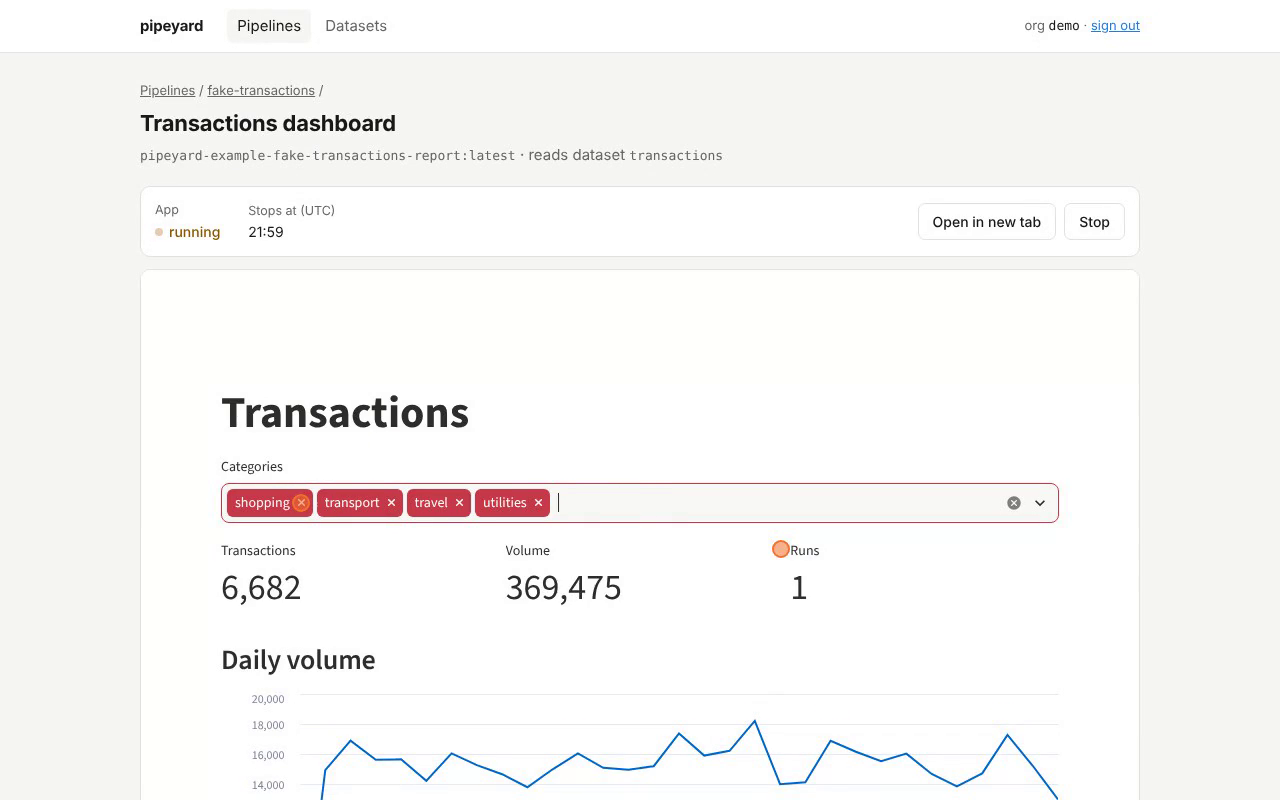 pipeyard Pipelines Datasets org demo · sign out
Pipelines / fake-transactions /
Transactions dashboard
pipeyard-example-fake-transactions-report:latest · reads dataset transactions
App Stops at (UTC)
running 21:59 Open in new tab Stop
Transactions
Categories
shopping transport travel utilities
Transactions Volume Runs
6,682 369,475 1
Daily volume
20,000
18,000
16,000
14,000